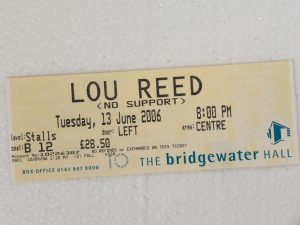 LOU REED
(NO SUPPORT)
Tuesday, 13 June 2006 8:00 PM
level: Stalls door: LEFT area: CENTRE
seat: B 12 £28.50
NO REFUNDS or EXCHANGES ON THIS TICKET
THE bridgewater HALL
BOX OFFICE 0161 907 9000